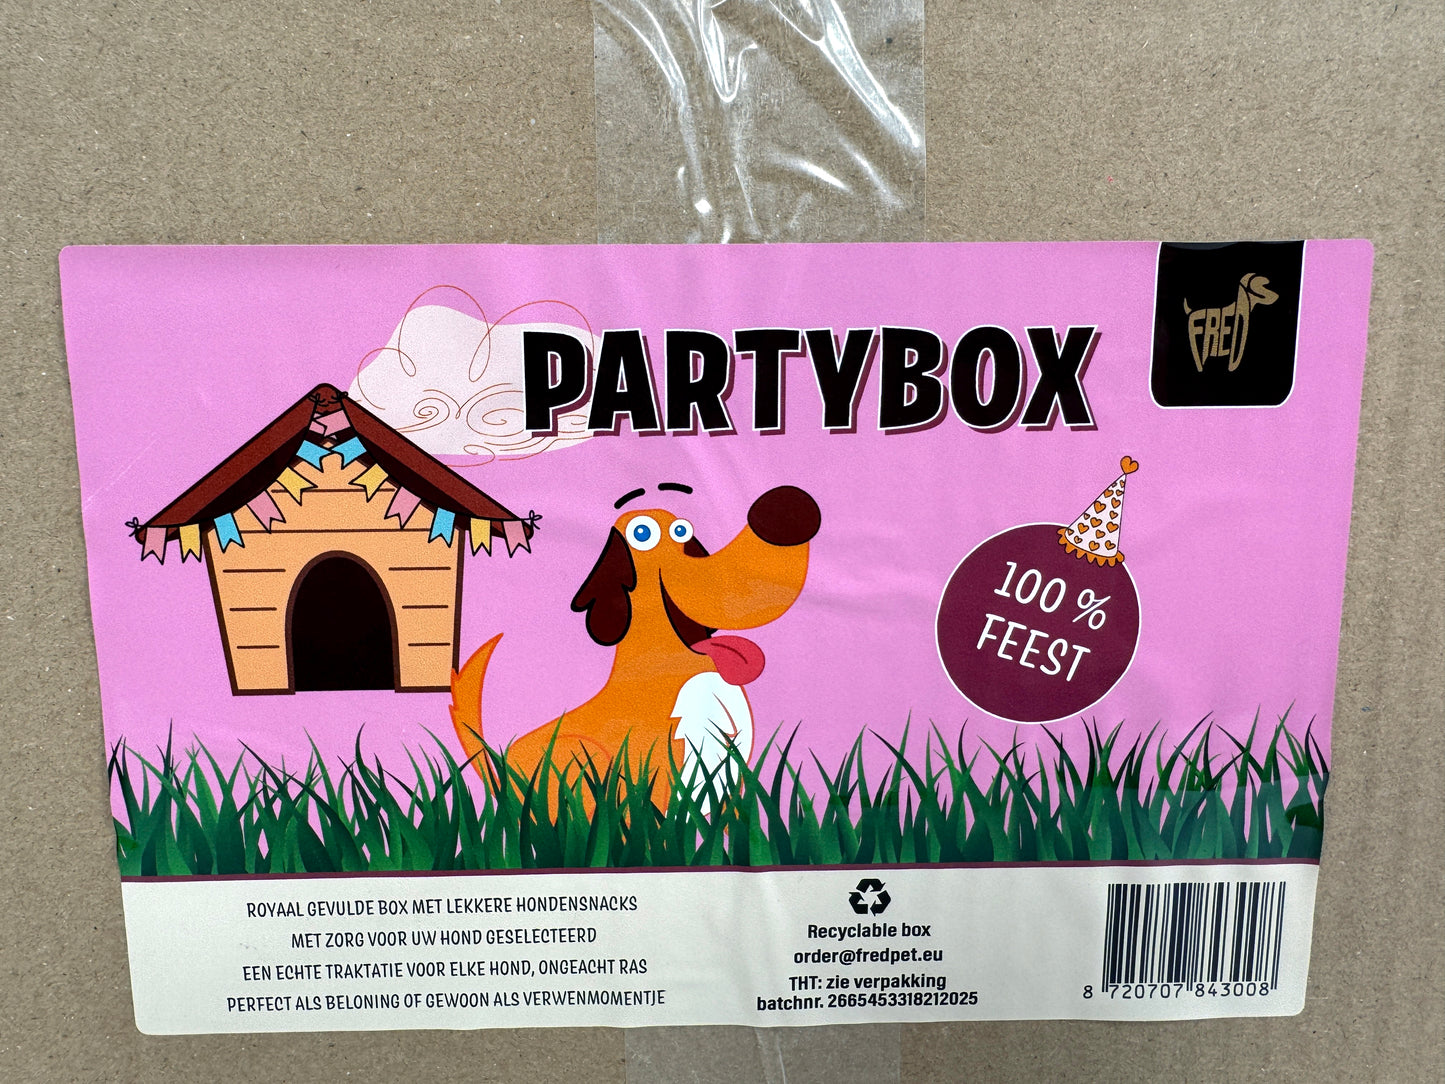 PARTYBOX
FRED
100 %
FEEST
ROYAAL GEVULDE BOX MET LEKKERE HONDENSNACKS
MET ZORG VOOR UW HOND GESELECTEERD
EEN ECHTE TRAKTATIE VOOR ELKE HOND, ONGEACHT RAS
PERFECT ALS BELONING OF GEWOON ALS VERWENMOMENTJE
Recyclable box
order@fredpet.eu
THT: zie verpakking
batchnr. 2665453318212025
8 720707 843008